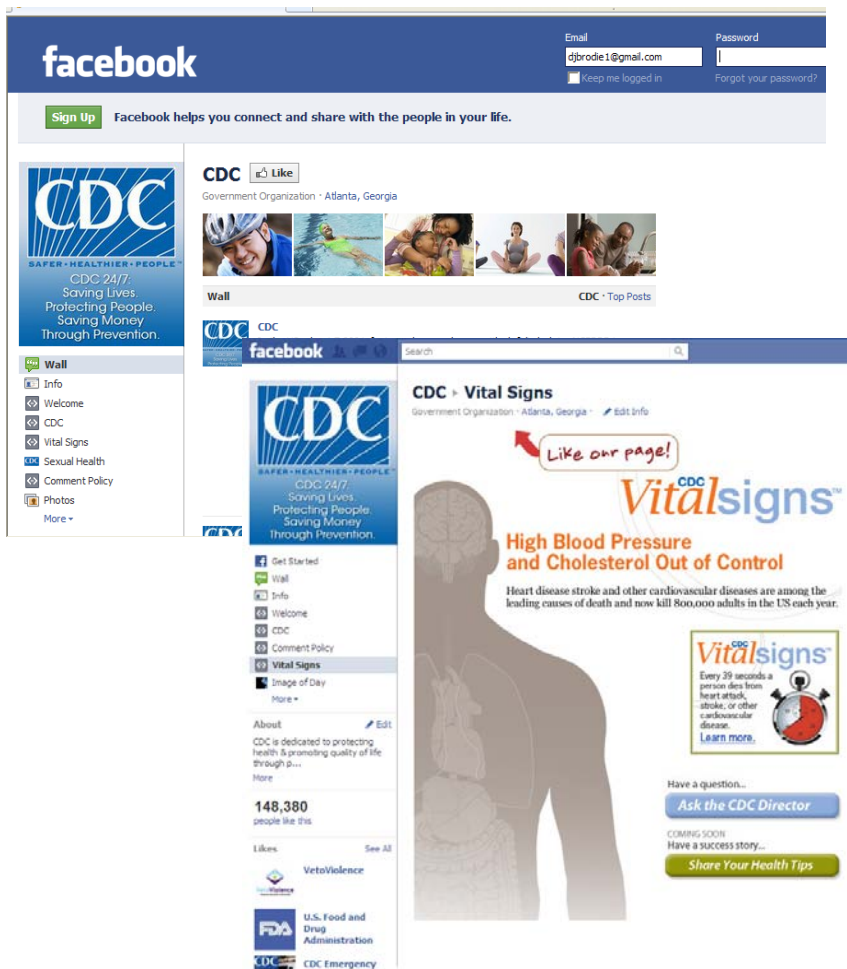 facebook
Email
Password
djbrodie1@gmail.com
Keep me logged in
Forgot your password?
Sign Up
Facebook helps you connect and share with the people in your life.
CDC
SAFER•HEALTHIER•PEOPLE™
CDC 24/7:
Saving Lives.
Protecting People.
Saving Money
Through Prevention.
CDC
Like
Government Organization · Atlanta, Georgia
Wall
CDC · Top Posts
CDC
CDC
Wall
Info
Welcome
CDC
Vital Signs
CDC
Sexual Health
Comment Policy
Photos
More
facebook
Search
CDC
SAFER•HEALTHIER•PEOPLE™
CDC 24/7:
Saving Lives.
Protecting People.
Saving Money
Through Prevention.
Get Started
Wall
Info
Welcome
CDC
Comment Policy
Vital Signs
Image of Day
More
About
Edit
CDC is dedicated to protecting
health & promoting quality of life
through p...
More
148,380
people like this
Likes
See All
VetoViolence
FDA
U.S. Food and
Drug
Administration
CDC
CDC Emergency
CDC ▸ Vital Signs
Government Organization · Atlanta, Georgia ·
Edit Info
Like our page!
CDC
Vitalsigns™
High Blood Pressure
and Cholesterol Out of Control
Heart disease stroke and other cardiovascular diseases are among the
leading causes of death and now kill 800,000 adults in the US each year.
CDC
Vitalsigns™
Every 39 seconds a
person dies from
heart attack,
stroke, or other
cardiovascular
disease.
Learn more.
Have a question...
Ask the CDC Director
COMING SOON
Have a success story...
Share Your Health Tips